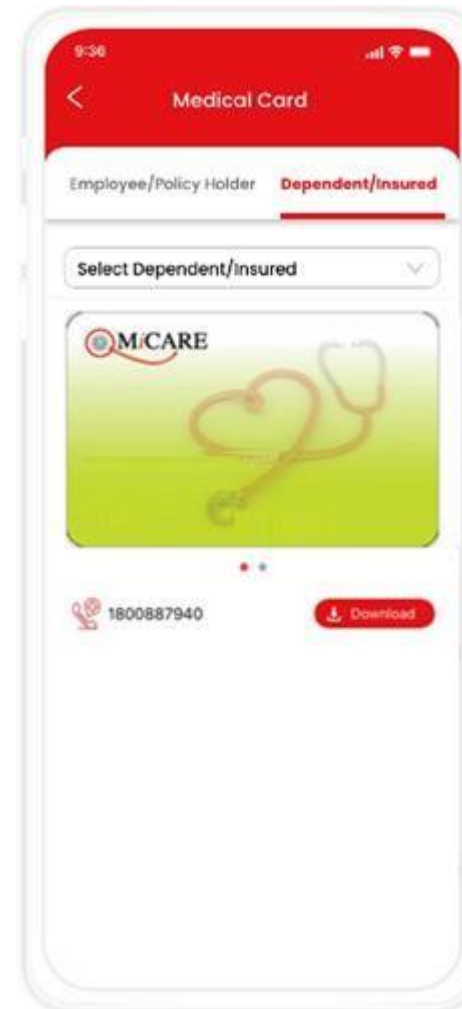 9:36
Medical Card
Employee/Policy Holder Dependent/Insured
Select Dependent/Insured
MiCARE
1800887940 Download